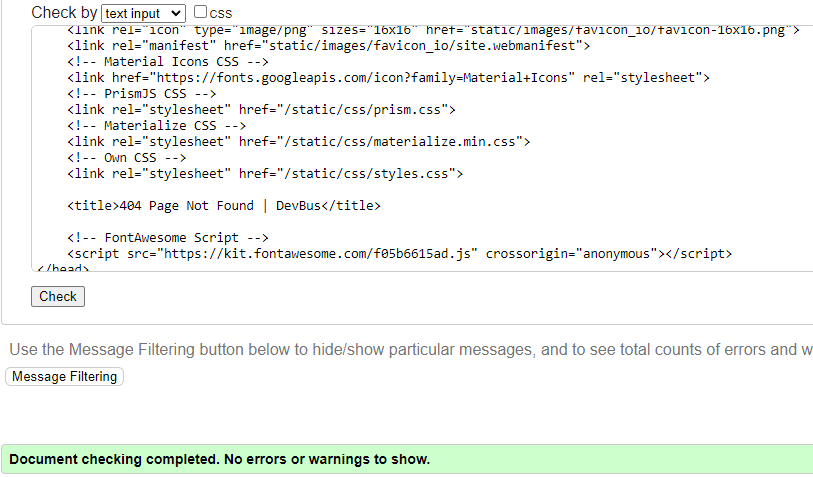 Check by text input css
<link rel="icon" type="image/png" sizes="16x16" href="static/images/favicon_io/favicon-16x16.png">
<link rel="manifest" href="static/images/favicon_io/site.webmanifest">
<!-- Material Icons CSS -->
<link href="https://fonts.googleapis.com/icon?family=Material+Icons" rel="stylesheet">
<!-- PrismJS CSS -->
<link rel="stylesheet" href="/static/css/prism.css">
<!-- Materialize CSS -->
<link rel="stylesheet" href="/static/css/materialize.min.css">
<!-- Own CSS -->
<link rel="stylesheet" href="/static/css/styles.css">
<title>404 Page Not Found | DevBus</title>
<!-- FontAwesome Script -->
<script src="https://kit.fontawesome.com/f05b6615ad.js" crossorigin="anonymous"></script>
</head>
Check
Use the Message Filtering button below to hide/show particular messages, and to see total counts of errors and w
Message Filtering
Document checking completed. No errors or warnings to show.